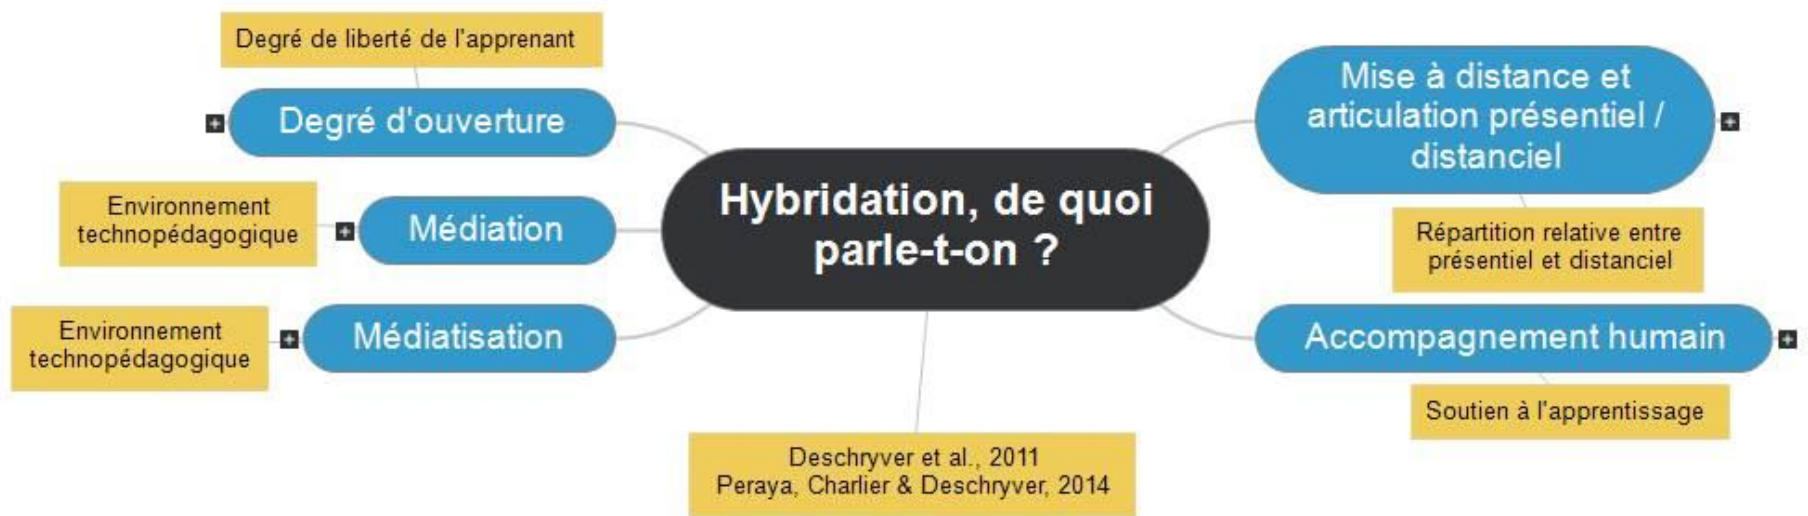 Degré de liberté de l'apprenant
Degré d'ouverture
Environnement
technopédagogique
Médiation
Environnement
technopédagogique
Médiatisation
Hybridation, de quoi
parle-t-on ?
Deschryver et al., 2011
Peraya, Charlier & Deschryver, 2014
Mise à distance et
articulation présentiel /
distanciel
Répartition relative entre
présentiel et distanciel
Accompagnement humain
Soutien à l'apprentissage